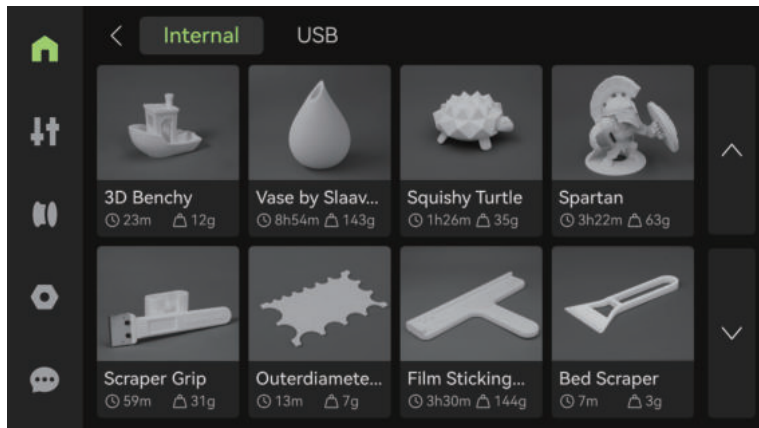 Internal
USB
3D Benchy
23m 12g
Vase by Slaav...
8h54m 143g
Squishy Turtle
1h26m 35g
Spartan
3h22m 63g
Scraper Grip
59m 31g
Outerdiamete...
13m 7g
Film Sticking...
3h30m 144g
Bed Scraper
7m 3g